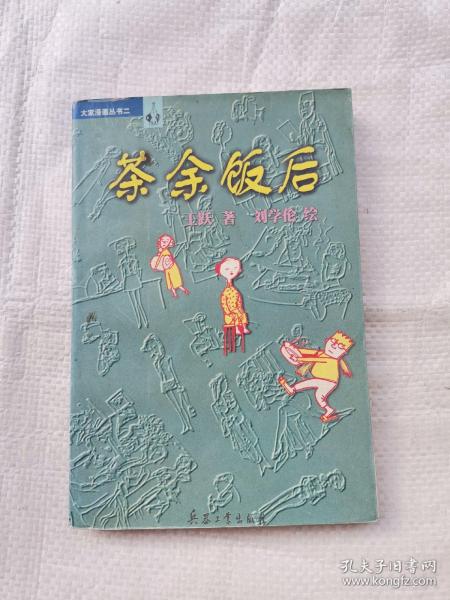 大家漫画丛书二
茶余饭后
王跃 著 刘学伦 绘
兵器工业出版社
孔夫子旧书网
www.kongfz.com